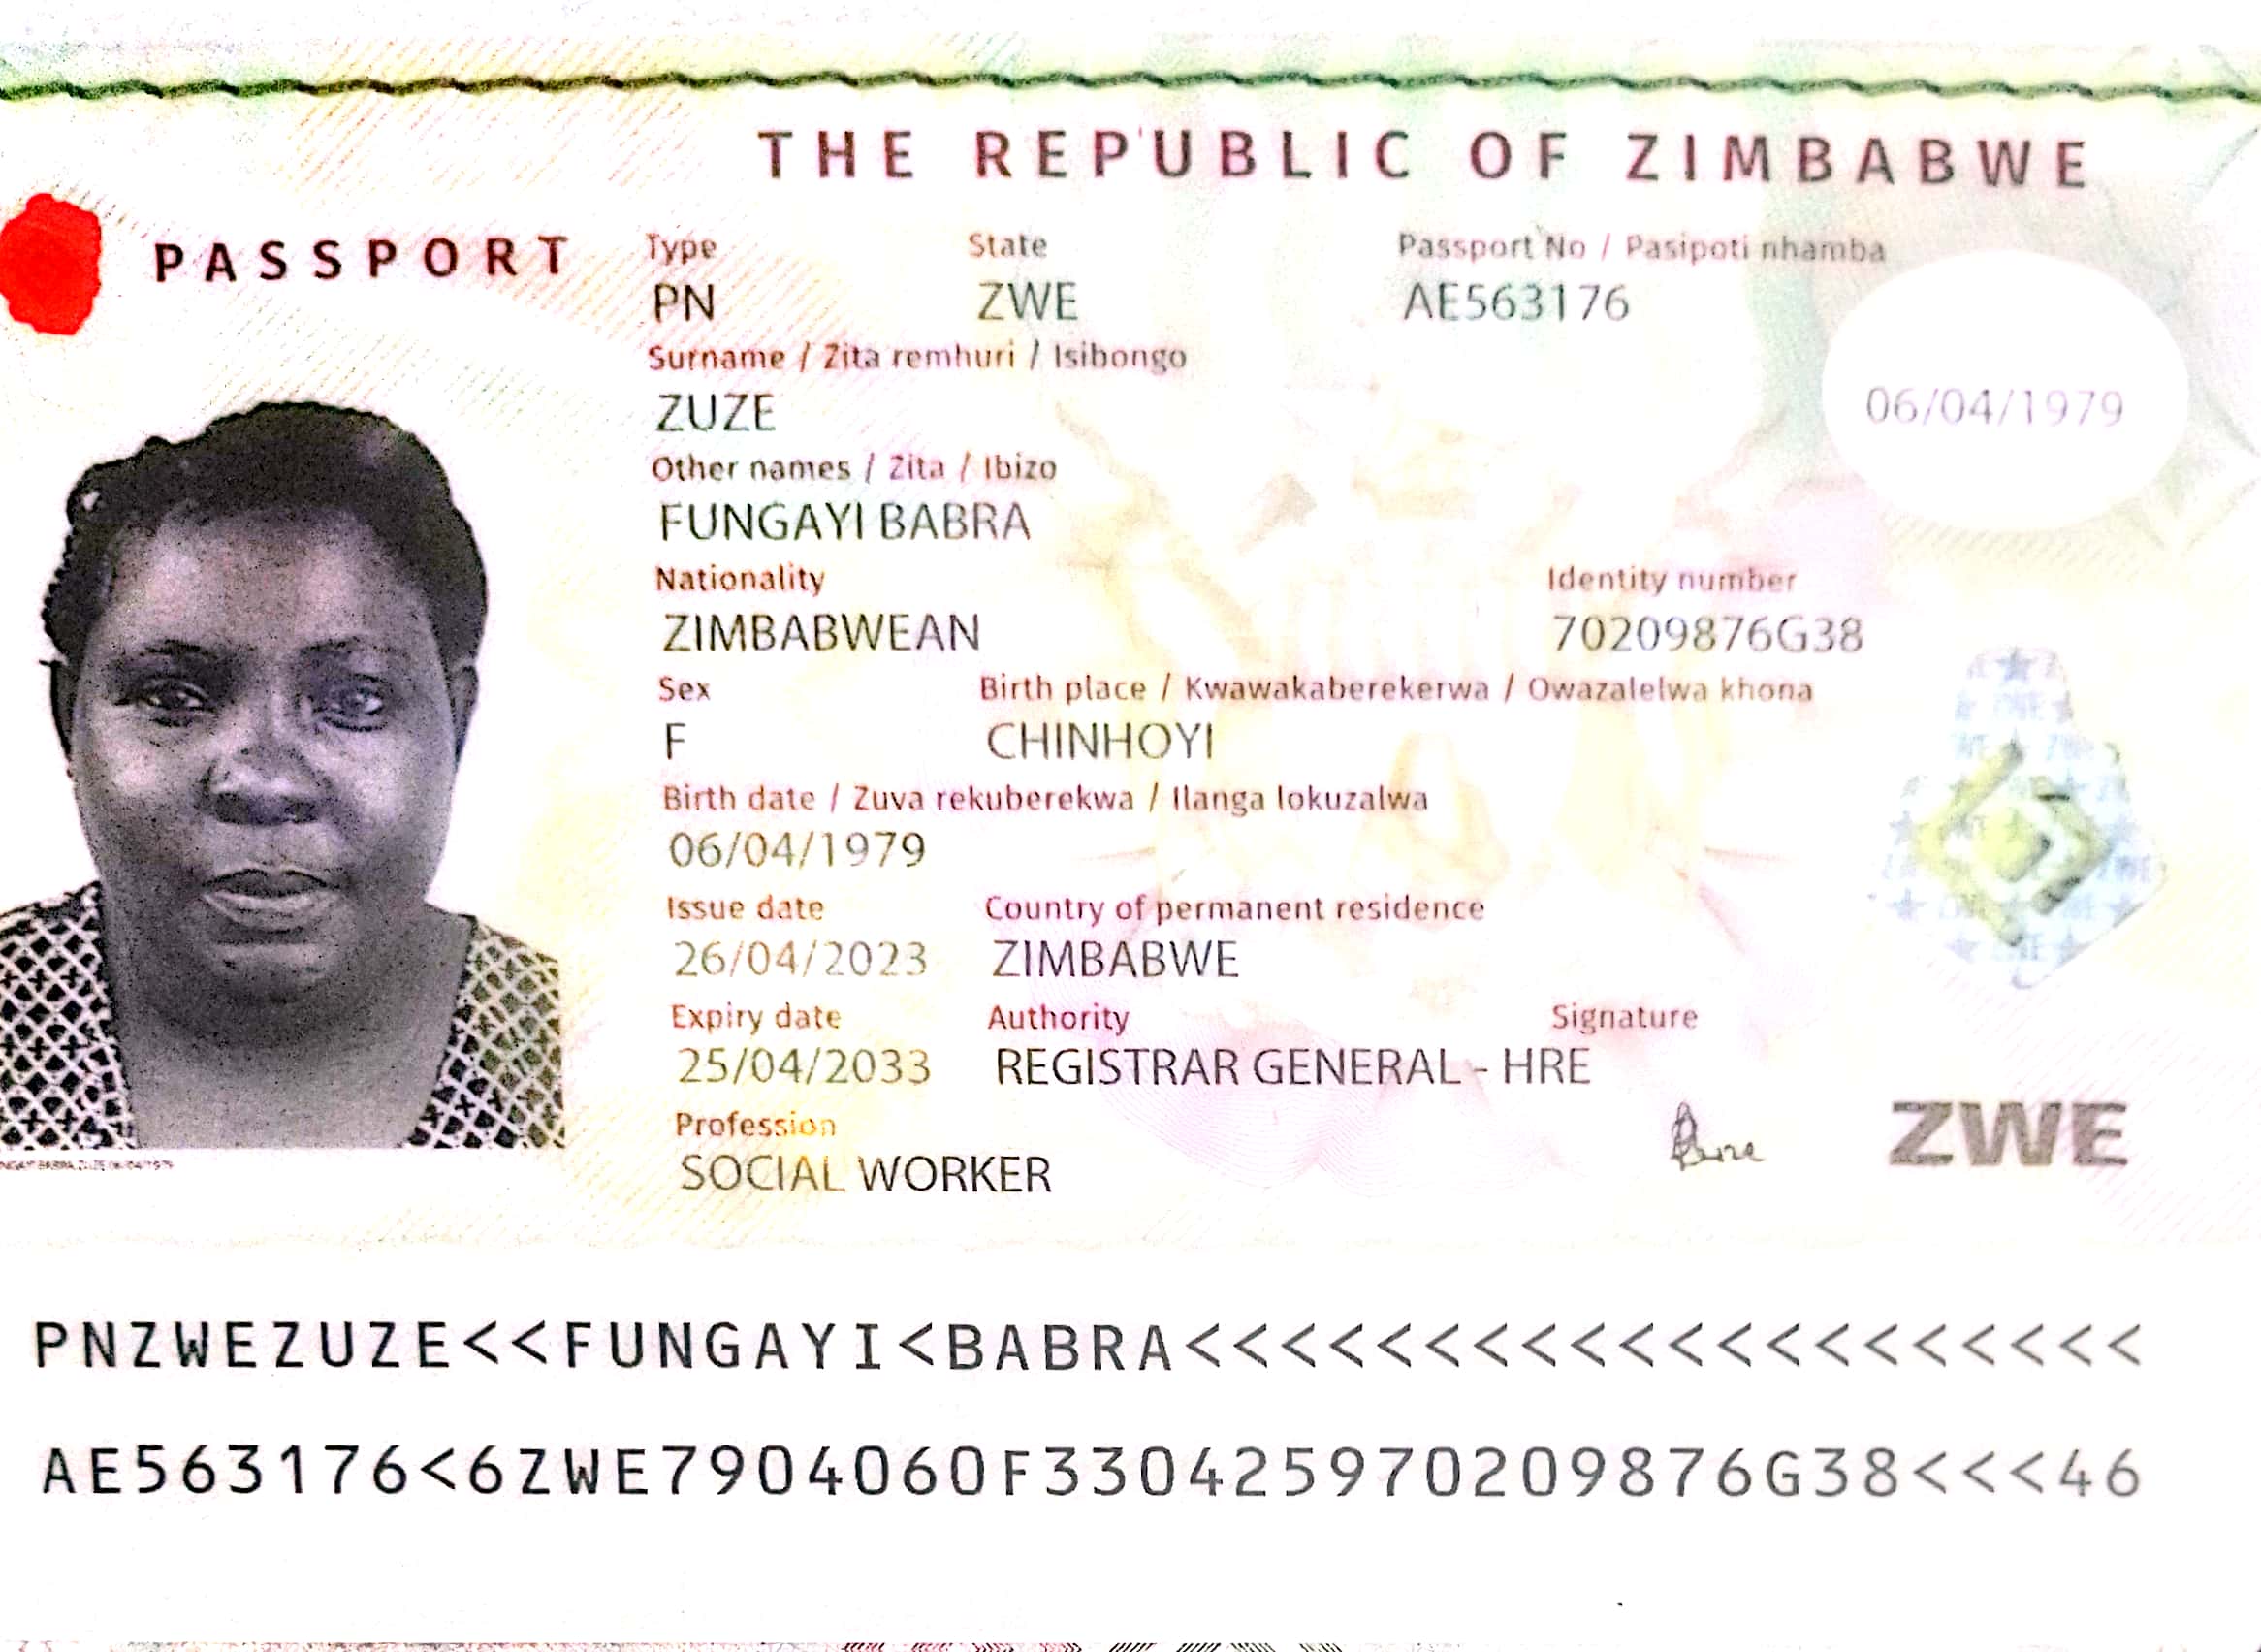 THE REPUBLIC OF ZIMBABWE
PASSPORT
Type State Passport No / Pasipoti nhamba
PN ZWE AE563176
Surname / Zita remhuri / Isibongo
ZUZE
06/04/1979
Other names / Zita / Ibizo
FUNGAYI BABRA
Nationality Identity number
ZIMBABWEAN 70209876G38
Sex Birth place / Kwawakaberekerwa / Owazalelwa khona
F CHINHOYI
Birth date / Zuva rekuberekwa / Ilanga lokuzalwa
06/04/1979
Issue date Country of permanent residence
26/04/2023 ZIMBABWE
Expiry date Authority Signature
25/04/2033 REGISTRAR GENERAL - HRE
Profession
SOCIAL WORKER
ZWE
PNZWEZUZE<<FUNGAYI<BABRA<<<<<<<<<<<<<<<<<<<<
AE563176<6ZWE7904060F330425970209876G38<<<46